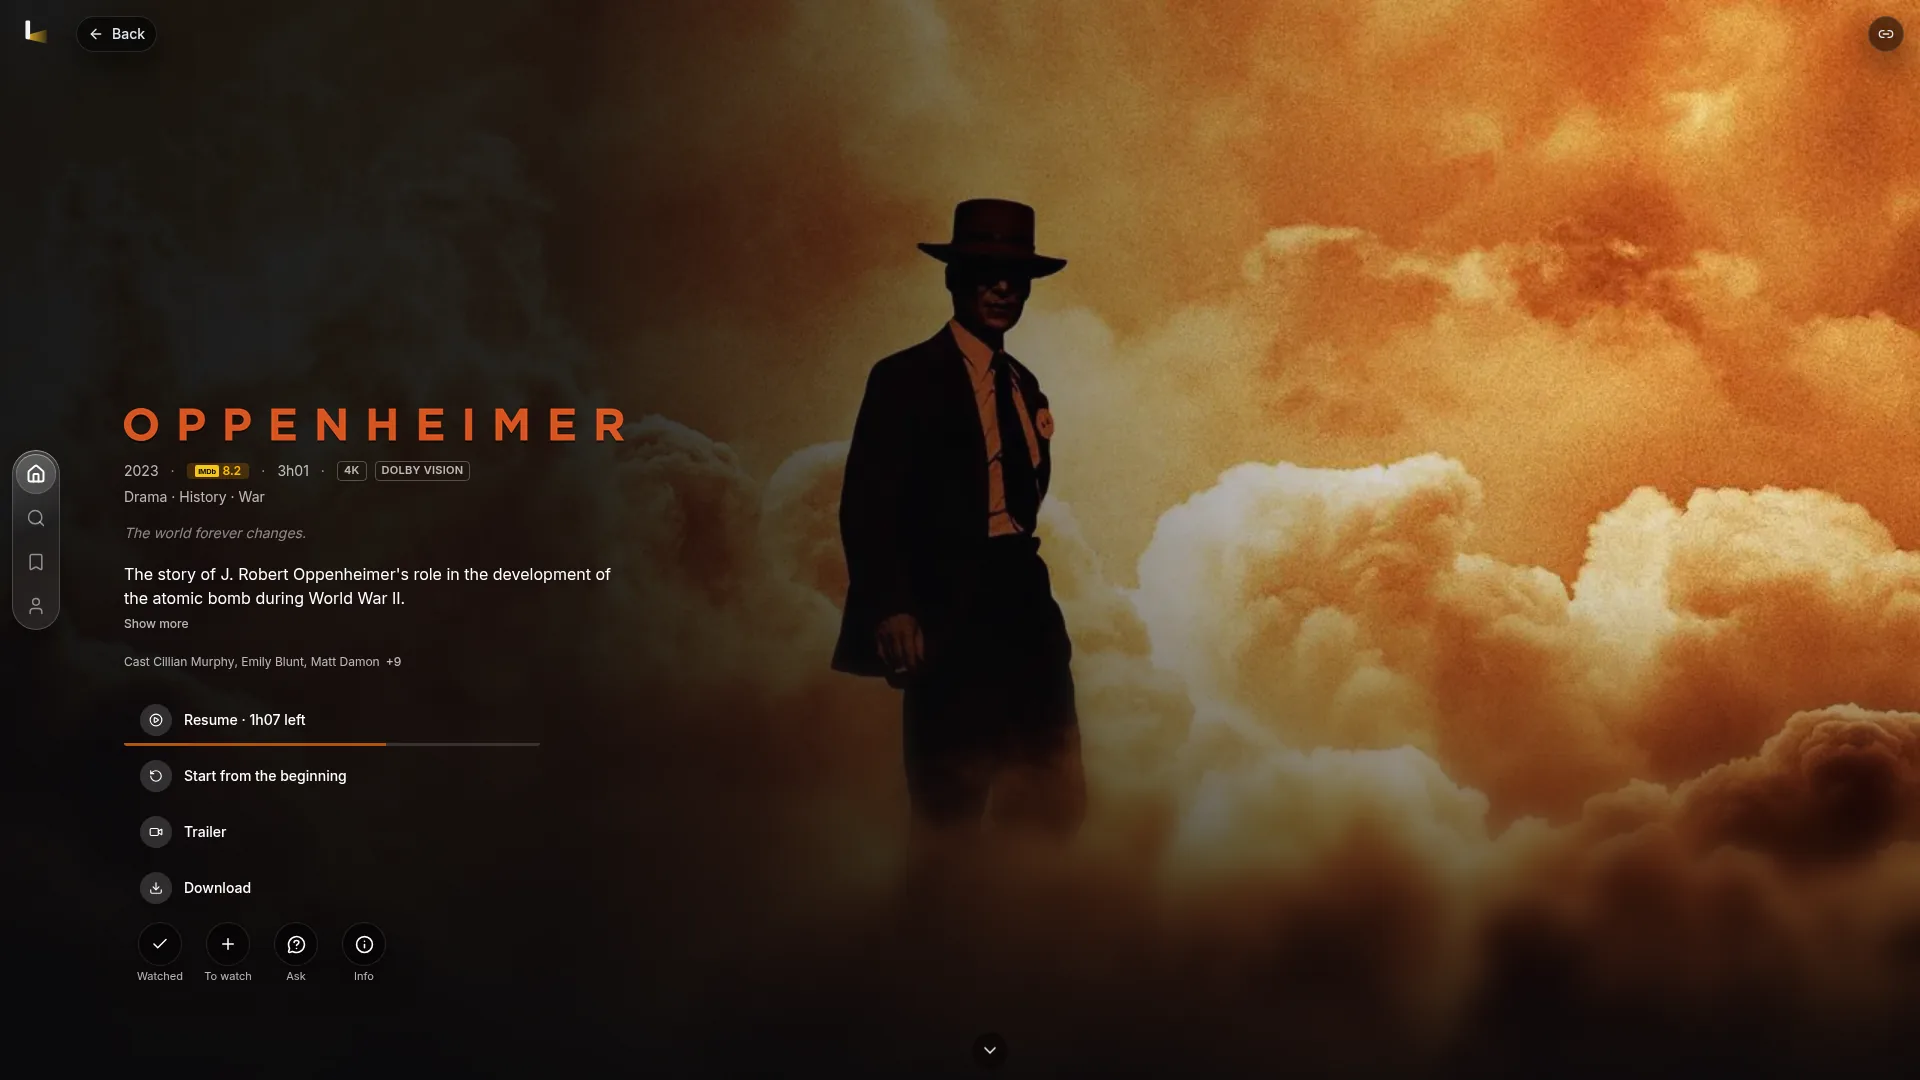 Back
OPPENHEIMER
2023 · IMDb 8.2 · 3h01 · 4K DOLBY VISION
Drama · History · War
The world forever changes.
The story of J. Robert Oppenheimer's role in the development of
the atomic bomb during World War II.
Show more
Cast Cillian Murphy, Emily Blunt, Matt Damon +9
Resume · 1h07 left
Start from the beginning
Trailer
Download
Watched To watch Ask Info